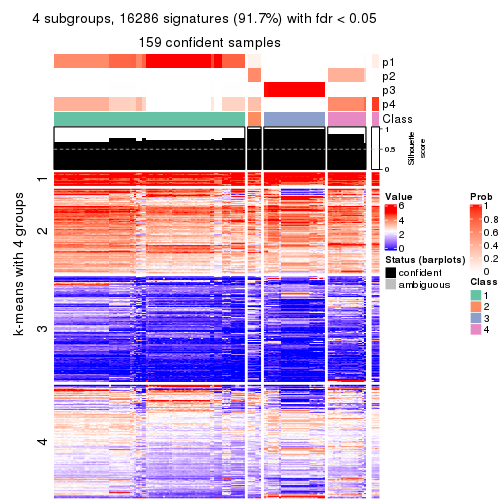 4 subgroups, 16286 signatures (91.7%) with fdr < 0.05
159 confident samples
p1
p2
p3
p4
Class
1
0.5
0
Silhouette
score
k-means with 4 groups
1
2
3
4
Value
6
4
2
0
Status (barplots)
confident
ambiguous
Prob
1
0.8
0.6
0.4
0.2
0
Class
1
2
3
4